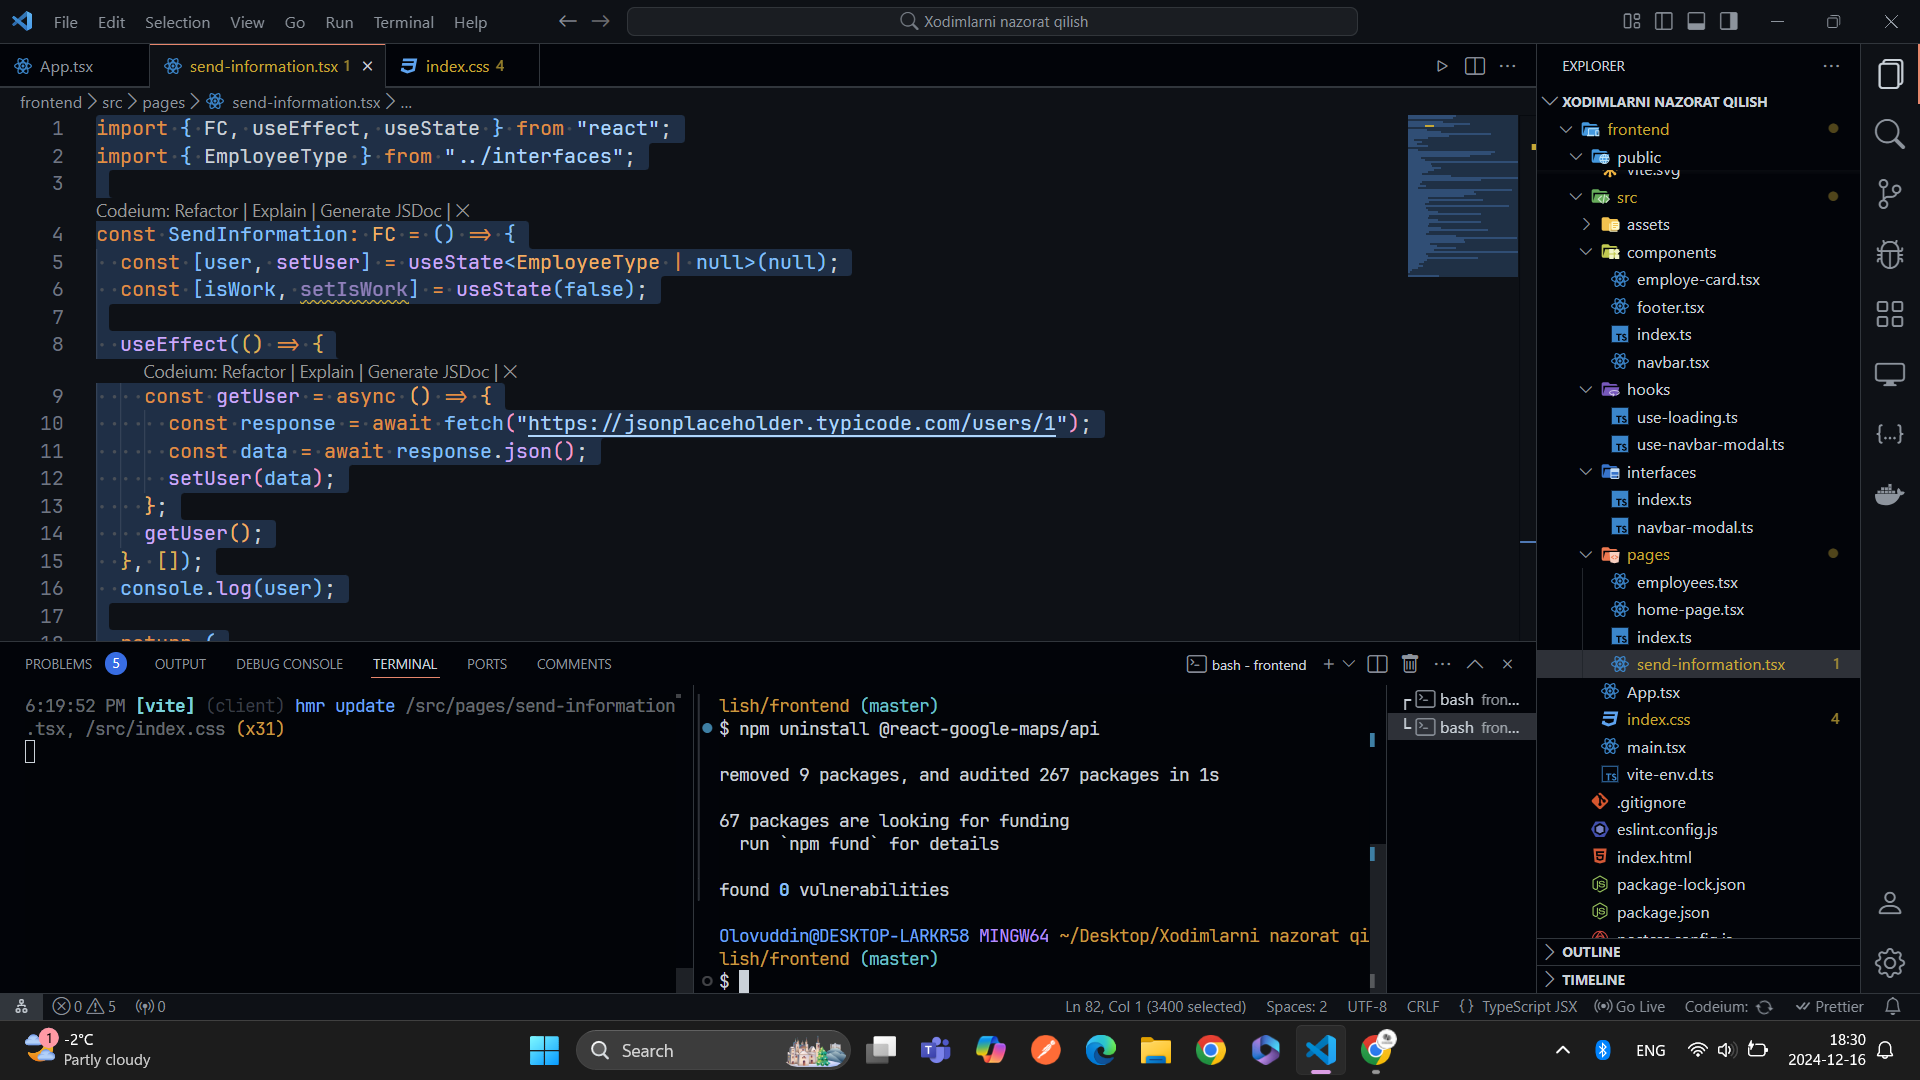 File Edit Selection View Go Run Terminal Help
Xodimlarni nazorat qilish
App.tsx
send-information.tsx 1
index.css 4
frontend > src > pages > send-information.tsx > ...
1 import { FC, useEffect, useState } from "react";
2 import { EmployeeType } from "../interfaces";
3
Codeium: Refactor | Explain | Generate JSDoc | X
4 const SendInformation: FC = () => {
5 const [user, setUser] = useState<EmployeeType | null>(null);
6 const [isWork, setIsWork] = useState(false);
7
8 useEffect(() => {
Codeium: Refactor | Explain | Generate JSDoc | X
9 const getUser = async () => {
10 const response = await fetch("https://jsonplaceholder.typicode.com/users/1");
11 const data = await response.json();
12 setUser(data);
13 };
14 getUser();
15 }, []);
16 console.log(user);
17
18 return (
PROBLEMS 5 OUTPUT DEBUG CONSOLE TERMINAL PORTS COMMENTS
bash - frontend
6:19:52 PM [vite] (client) hmr update /src/pages/send-information
.tsx, /src/index.css (x31)
lish/frontend (master)
$ npm uninstall @react-google-maps/api
removed 9 packages, and audited 267 packages in 1s
67 packages are looking for funding
run `npm fund` for details
found 0 vulnerabilities
Olovuddin@DESKTOP-LARKR58 MINGW64 ~/Desktop/Xodimlarni nazorat qi
lish/frontend (master)
$
bash fron...
bash fron...
EXPLORER
XODIMLARNI NAZORAT QILISH
frontend
public
vite.svg
src
assets
components
employe-card.tsx
footer.tsx
index.ts
navbar.tsx
hooks
use-loading.ts
use-navbar-modal.ts
interfaces
index.ts
navbar-modal.ts
pages
employees.tsx
home-page.tsx
index.ts
send-information.tsx 1
App.tsx
index.css 4
main.tsx
vite-env.d.ts
.gitignore
eslint.config.js
index.html
package-lock.json
package.json
OUTLINE
TIMELINE
0 5 0
Ln 82, Col 1 (3400 selected) Spaces: 2 UTF-8 CRLF {} TypeScript JSX Go Live Codeium: Prettier
1
-2°C
Partly cloudy
Search
ENG
18:30
2024-12-16